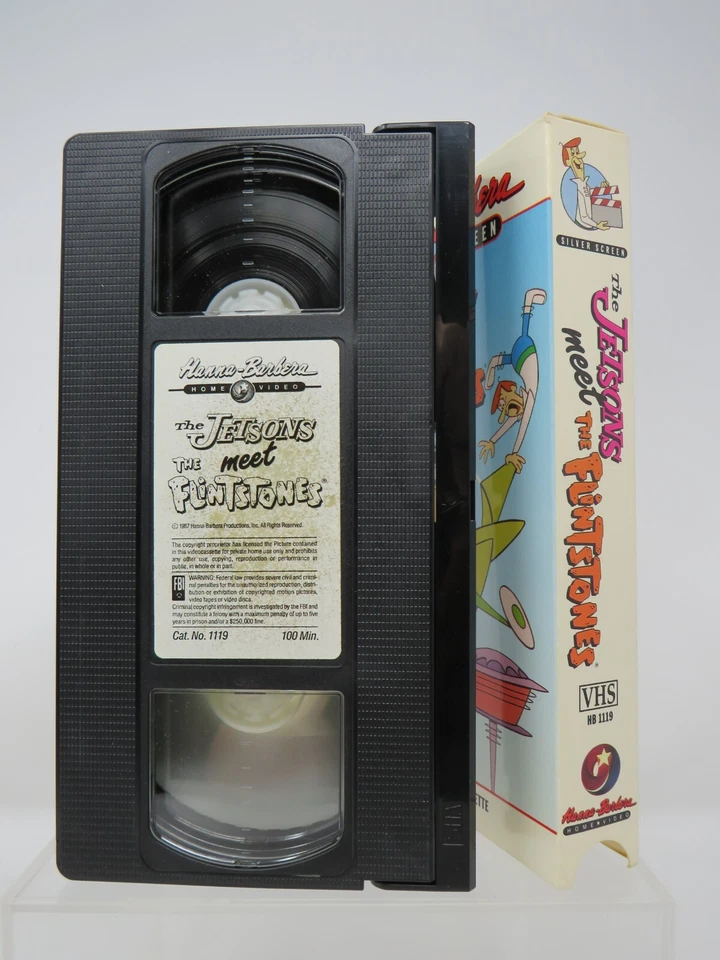 Hanna-Barbera
HOME VIDEO
The JETSONS
meet
THE
FLINTSTONES®
© 1987 Hanna-Barbera Productions, Inc. All Rights Reserved.
The copyright proprietor has licensed the Picture contained
in this videocassette for private home use only and prohibits
any other use, copying, reproduction or performance in
public, in whole or in part.
FBI
WARNING: Federal law provides severe civil and crimi-
nal penalties for the unauthorized reproduction, distri-
bution or exhibition of copyrighted motion pictures,
video tapes or video discs.
Criminal copyright infringement is investigated by the FBI and
may constitute a felony with a maximum penalty of up to five
years in prison and/or a $250,000 fine.
Cat. No. 1119 100 Min.
VHS
era
EEN
ETTE
SILVER SCREEN
The JETSONS meet THE FLINTSTONES®
VHS
HB 1119
Hanna-Barbera
HOME VIDEO